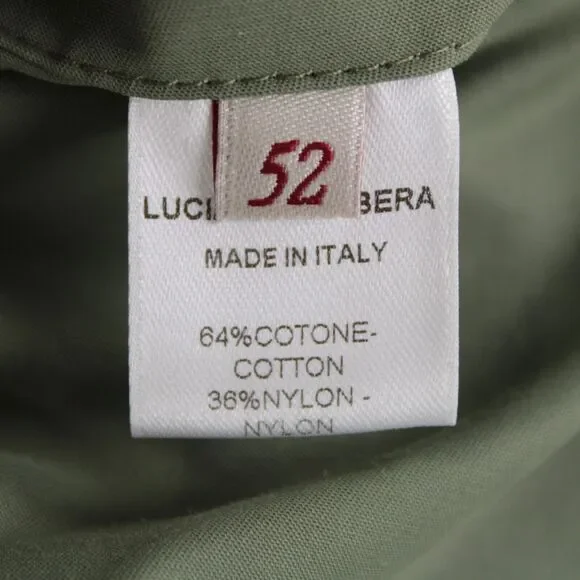 52
MADE IN ITALY
64%COTONE-
COTTON
36%NYLON -
NYLON